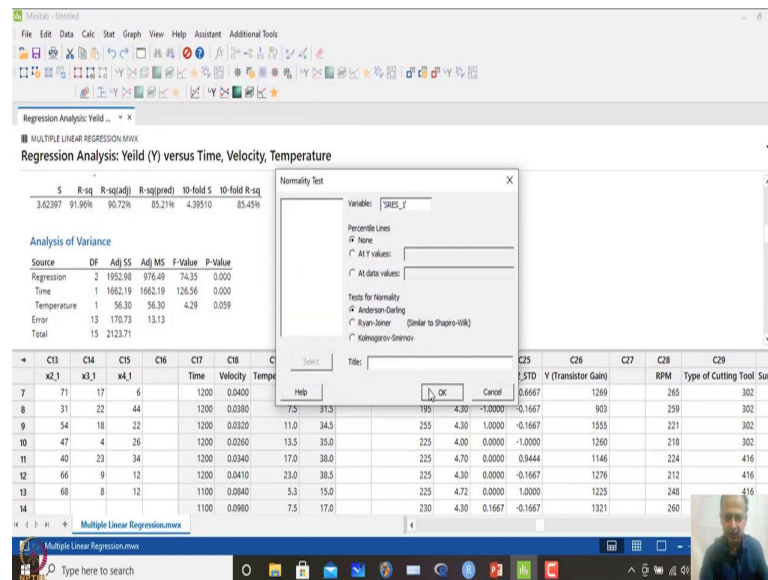 Minitab - Untitled
File Edit Data Calc Stat Graph View Help Assistant Additional Tools
Regression Analysis: Yeild ... × 
MULTIPLE LINEAR REGRESSION.MWX
Regression Analysis: Yeild (Y) versus Time, Velocity, Temperature
S R-sq R-sq(adj) R-sq(pred) 10-fold S 10-fold R-sq
3.62397 91.96% 90.72% 85.21% 4.39510 85.45%
Analysis of Variance
Source DF Adj SS Adj MS F-Value P-Value
Regression 2 1952.98 976.49 74.35 0.000
Time 1 1662.19 1662.19 126.56 0.000
Temperature 1 56.30 56.30 4.29 0.059
Error 13 170.73 13.13
Total 15 2123.71
Normality Test X
Variable: 'SRES_1'
Percentile Lines
None
At Y values:
At data values:
Tests for Normality
Anderson-Darling
Ryan-Joiner (Similar to Shapiro-Wilk)
Kolmogorov-Smirnov
Select
Title:
Help
OK
Cancel
C13 C14 C15 C16 C17 C18 C25 C26 C27 C28 C29
x2_1 x3_1 x4_1 Time Velocity Tempe _STD Y (Transistor Gain) RPM Type of Cutting Tool Sur
7 71 17 6 1200 0.0400 0.6667 1269 265 302
8 31 22 44 1200 0.0380 7.5 31.5 195 4.30 -1.0000 -0.1667 903 259 302
9 54 18 22 1200 0.0320 11.0 34.5 255 4.30 1.0000 -0.1667 1555 221 302
10 47 4 26 1200 0.0260 13.5 35.0 225 4.00 0.0000 -1.0000 1260 218 302
11 40 23 34 1200 0.0340 17.0 38.0 225 4.70 0.0000 0.9444 1146 224 416
12 66 9 12 1200 0.0410 23.0 38.5 225 4.30 0.0000 -0.1667 1276 212 416
13 68 8 12 1100 0.0840 5.3 15.0 225 4.72 0.0000 1.0000 1225 248 416
14 1100 0.0980 7.5 17.0 230 4.30 0.1667 -0.1667 1321 260
Multiple Linear Regression.mwx
Multiple Linear Regression.mwx
Type here to search
NPTEL